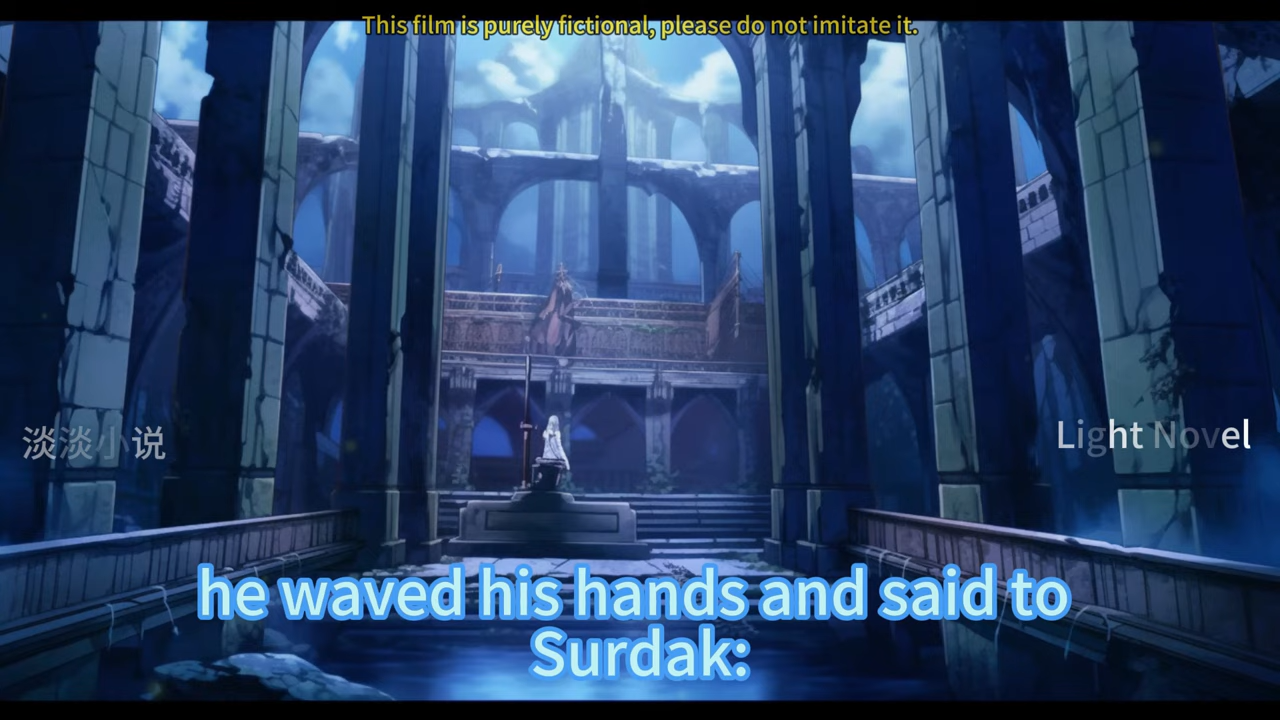 This film is purely fictional, please do not imitate it.
淡淡小说
Light Novel
he waved his hands and said to
Surdak: